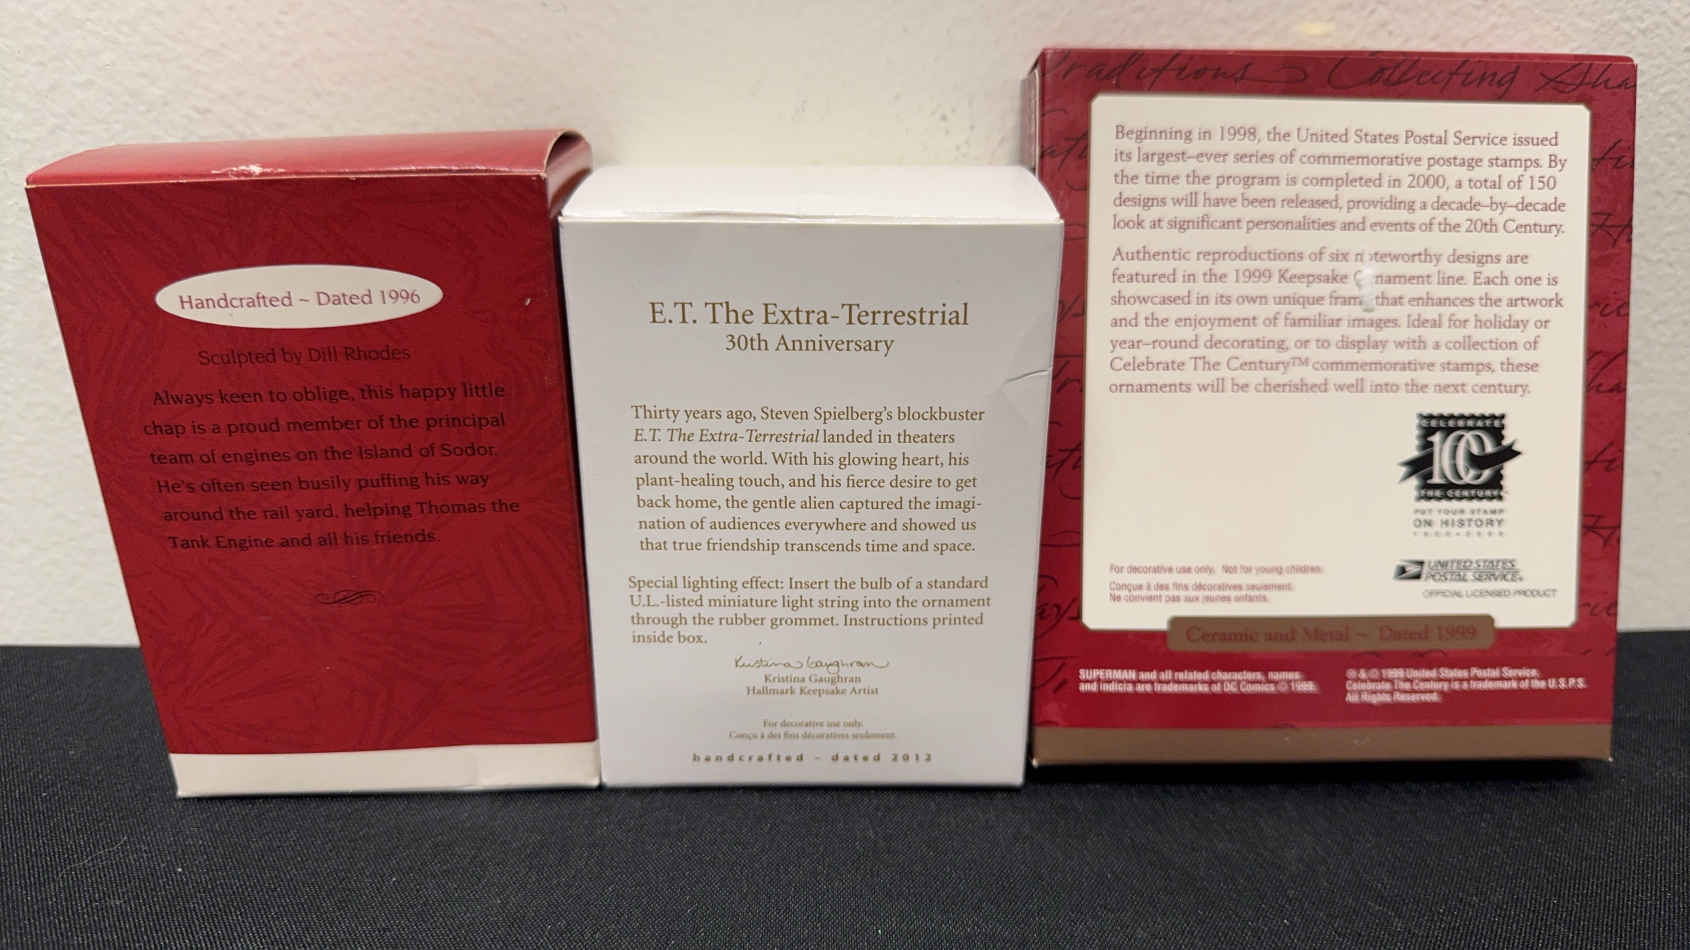 Handcrafted ~ Dated 1996
Sculpted by Dill Rhodes
Always keen to oblige, this happy little
chap is a proud member of the principal
team of engines on the Island of Sodor.
He's often seen busily puffing his way
around the rail yard, helping Thomas the
Tank Engine and all his friends.
E.T. The Extra-Terrestrial
30th Anniversary
Thirty years ago, Steven Spielberg's blockbuster
E.T. The Extra-Terrestrial landed in theaters
around the world. With his glowing heart, his
plant-healing touch, and his fierce desire to get
back home, the gentle alien captured the imagi-
nation of audiences everywhere and showed us
that true friendship transcends time and space.
Special lighting effect: Insert the bulb of a standard
U.L.-listed miniature light string into the ornament
through the rubber grommet. Instructions printed
inside box.
Kristina Gaughran
Kristina Gaughran
Hallmark Keepsake Artist
For decorative use only.
Conçu à des fins décoratives seulement.
handcrafted ~ dated 2012
Traditions Collecting Sha
Beginning in 1998, the United States Postal Service issued
its largest–ever series of commemorative postage stamps. By
the time the program is completed in 2000, a total of 150
designs will have been released, providing a decade–by–decade
look at significant personalities and events of the 20th Century.
Authentic reproductions of six noteworthy designs are
featured in the 1999 Keepsake Ornament line. Each one is
showcased in its own unique frame that enhances the artwork
and the enjoyment of familiar images. Ideal for holiday or
year–round decorating, or to display with a collection of
Celebrate The Century™ commemorative stamps, these
ornaments will be cherished well into the next century.
CELEBRATE
100
THE CENTURY
PUT YOUR STAMP
ON HISTORY
For decorative use only. Not for young children.
Conçue à des fins décoratives seulement.
Ne convient pas aux jeunes enfants.
UNITED STATES
POSTAL SERVICE®
OFFICIAL LICENSED PRODUCT
Ceramic and Metal ~ Dated 1999
SUPERMAN and all related characters, names
and indicia are trademarks of DC Comics © 1999.
® & © 1999 United States Postal Service.
Celebrate The Century is a trademark of the U.S.P.S.
All Rights Reserved.